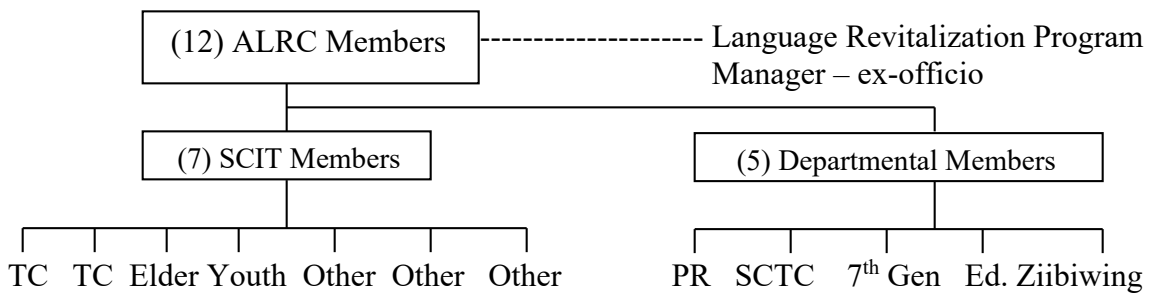 (12) ALRC Members
Language Revitalization Program
Manager – ex-officio
(7) SCIT Members
(5) Departmental Members
TC TC Elder Youth Other Other Other
PR SCTC 7th Gen Ed. Ziibiwing